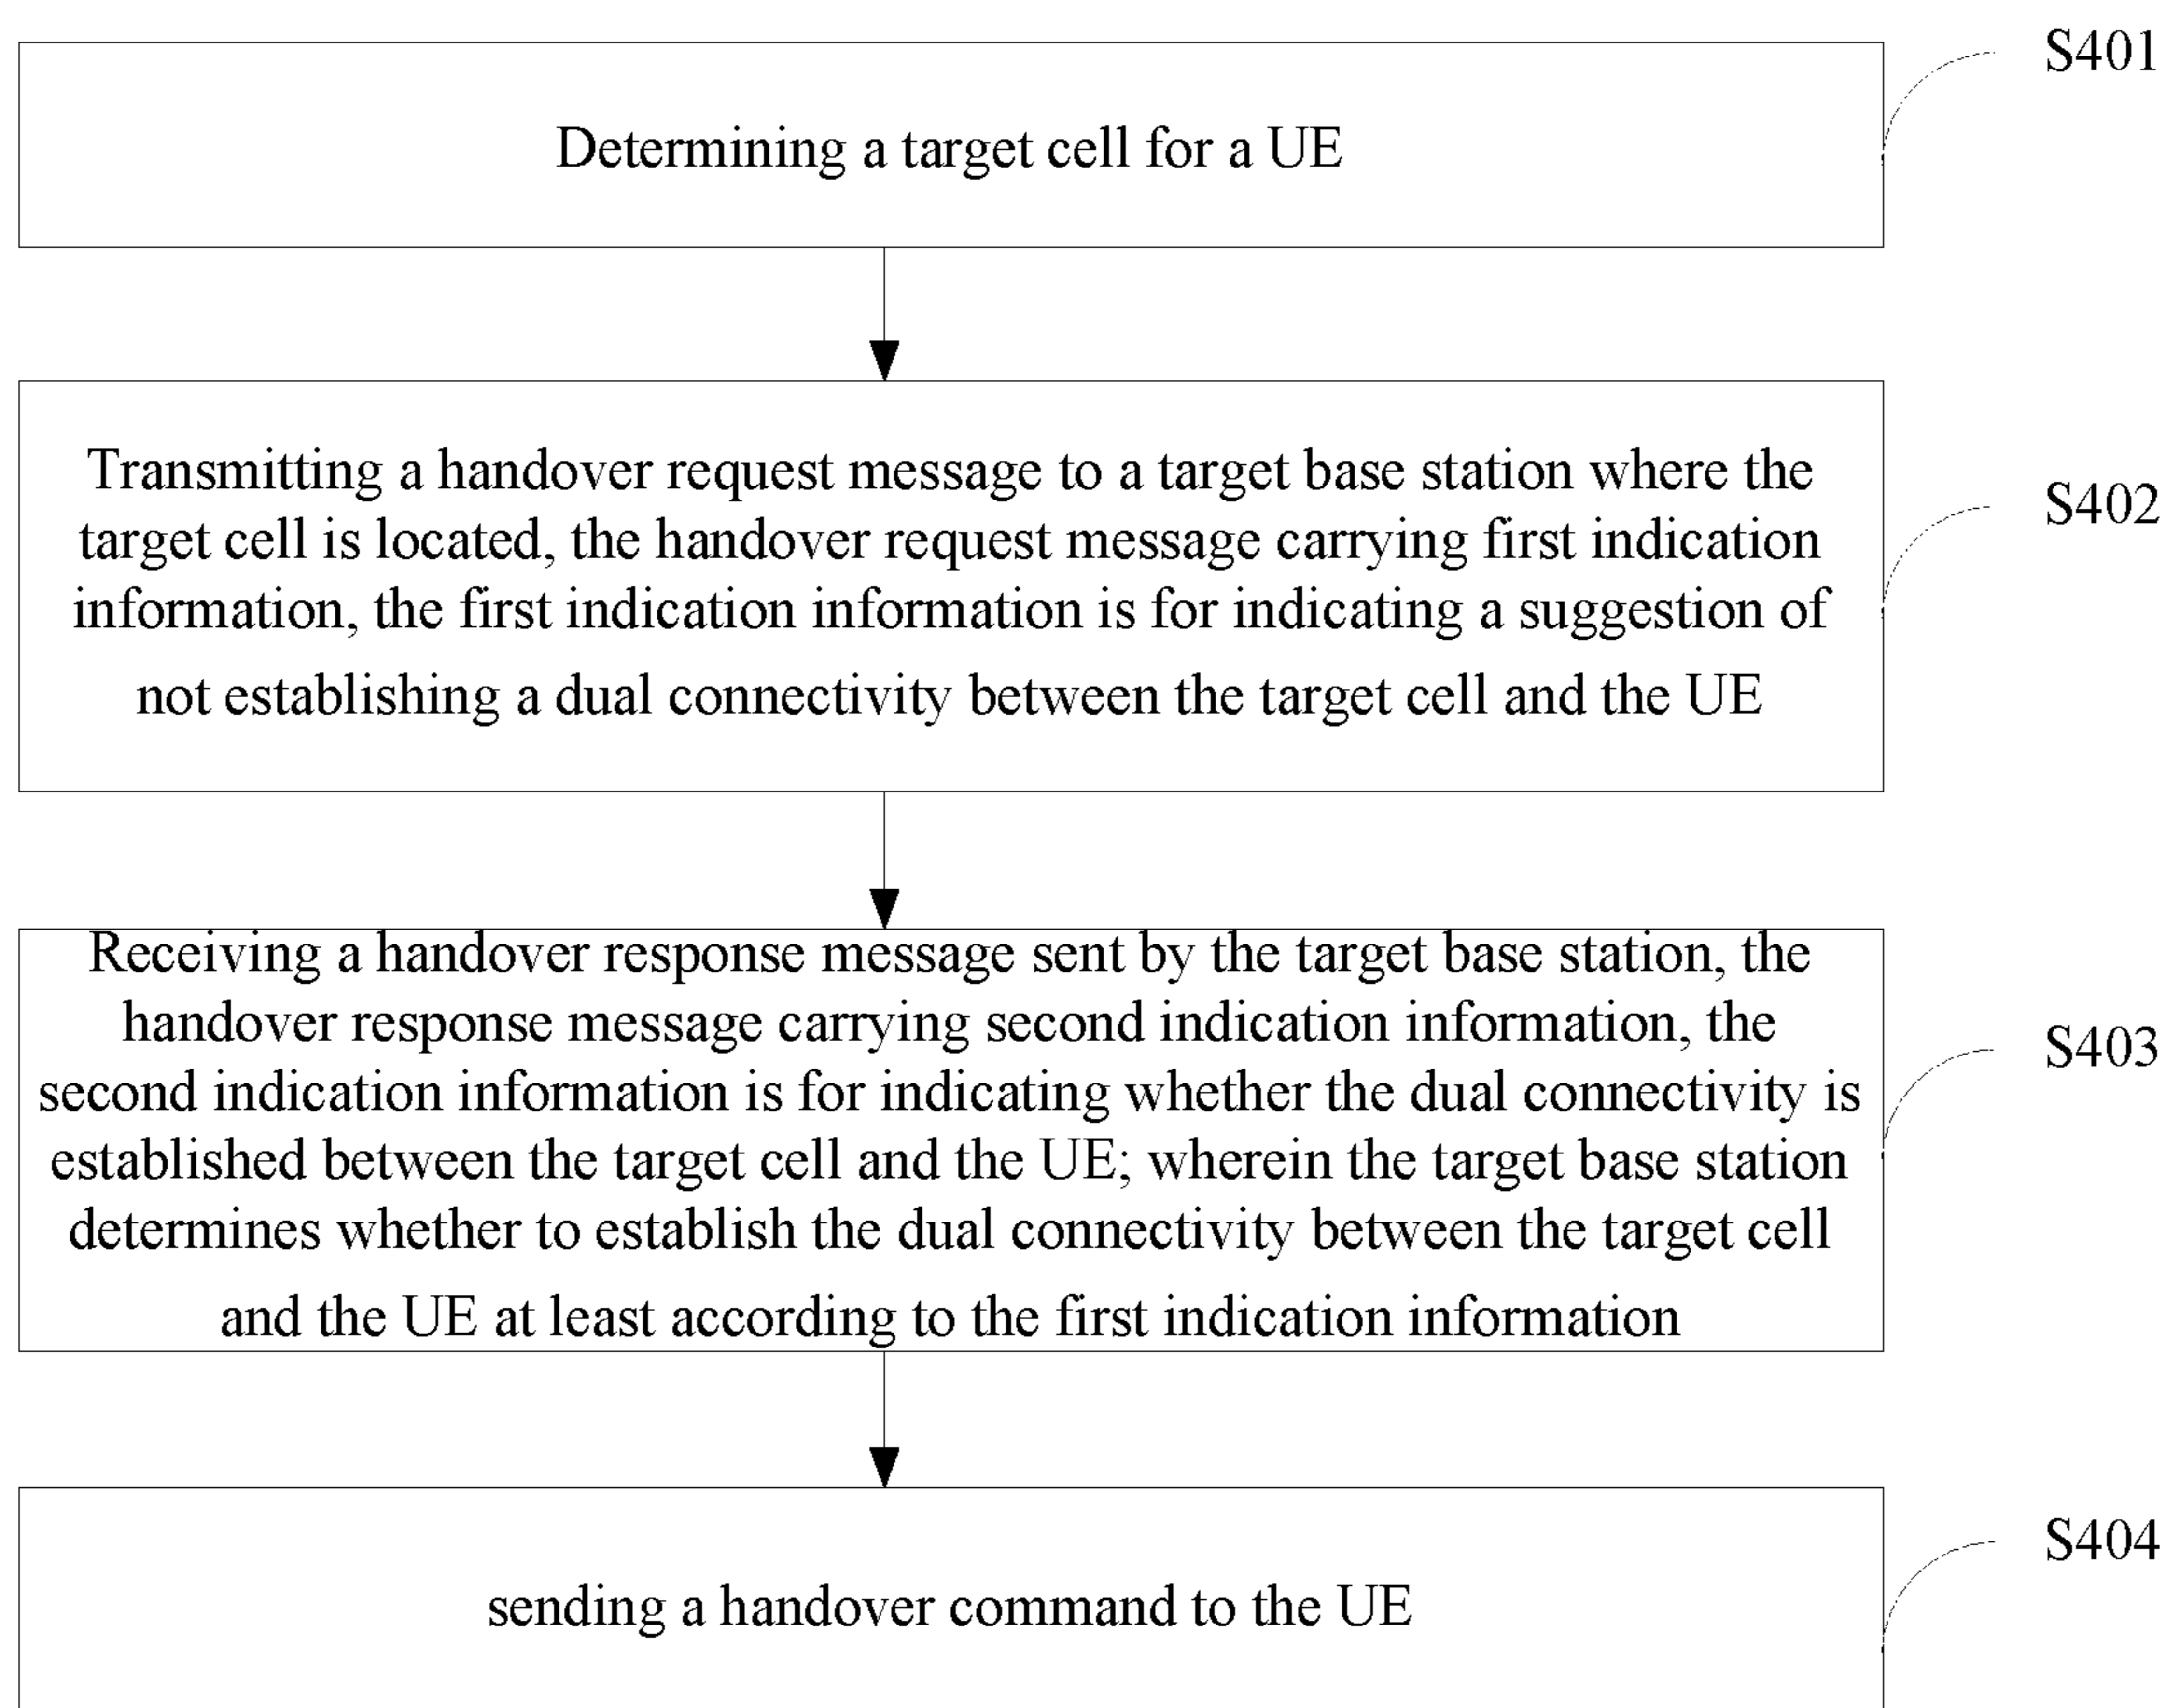 S401
Determining a target cell for a UE
Transmitting a handover request message to a target base station where the
target cell is located, the handover request message carrying first indication
information, the first indication information is for indicating a suggestion of
not establishing a dual connectivity between the target cell and the UE
S402
Receiving a handover response message sent by the target base station, the
handover response message carrying second indication information, the
second indication information is for indicating whether the dual connectivity is
established between the target cell and the UE; wherein the target base station
determines whether to establish the dual connectivity between the target cell
and the UE at least according to the first indication information
S403
sending a handover command to the UE
S404